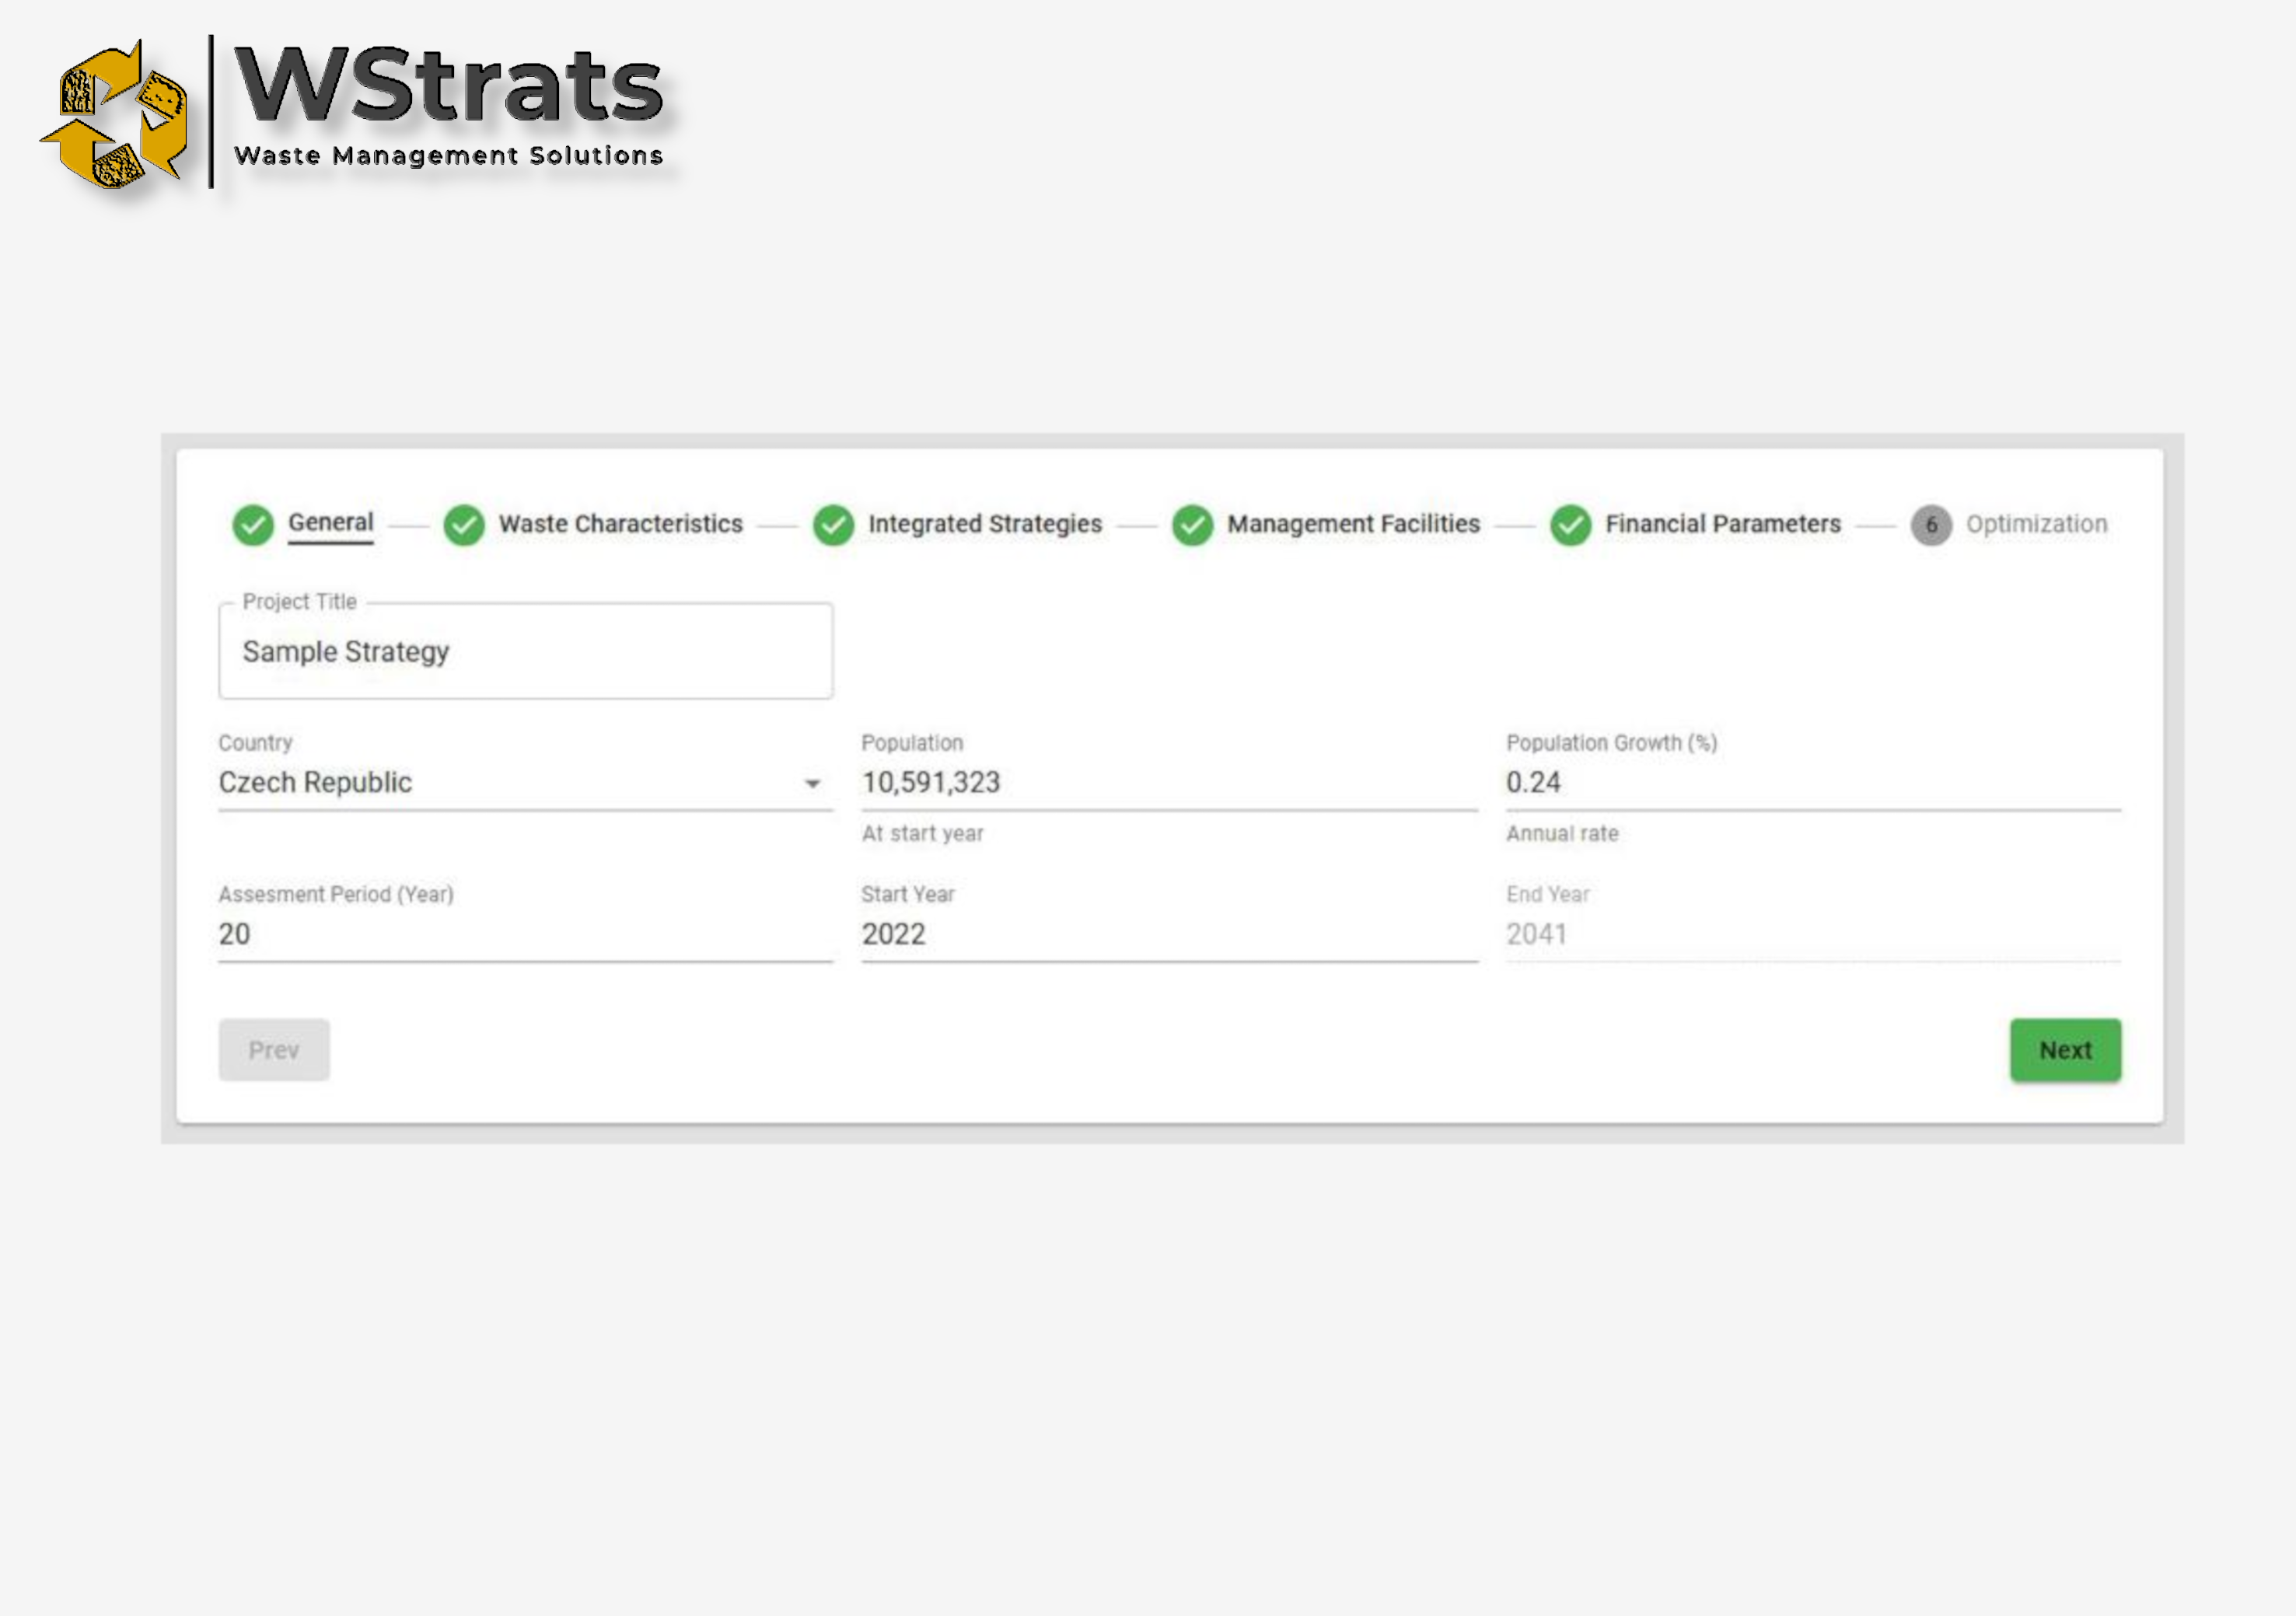 WStrats
Waste Management Solutions
General Waste Characteristics Integrated Strategies Management Facilities Financial Parameters 6 Optimization
Project Title
Sample Strategy
Country Population Population Growth (%)
Czech Republic 10,591,323 0.24
At start year Annual rate
Assesment Period (Year) Start Year End Year
20 2022 2041
Prev Next